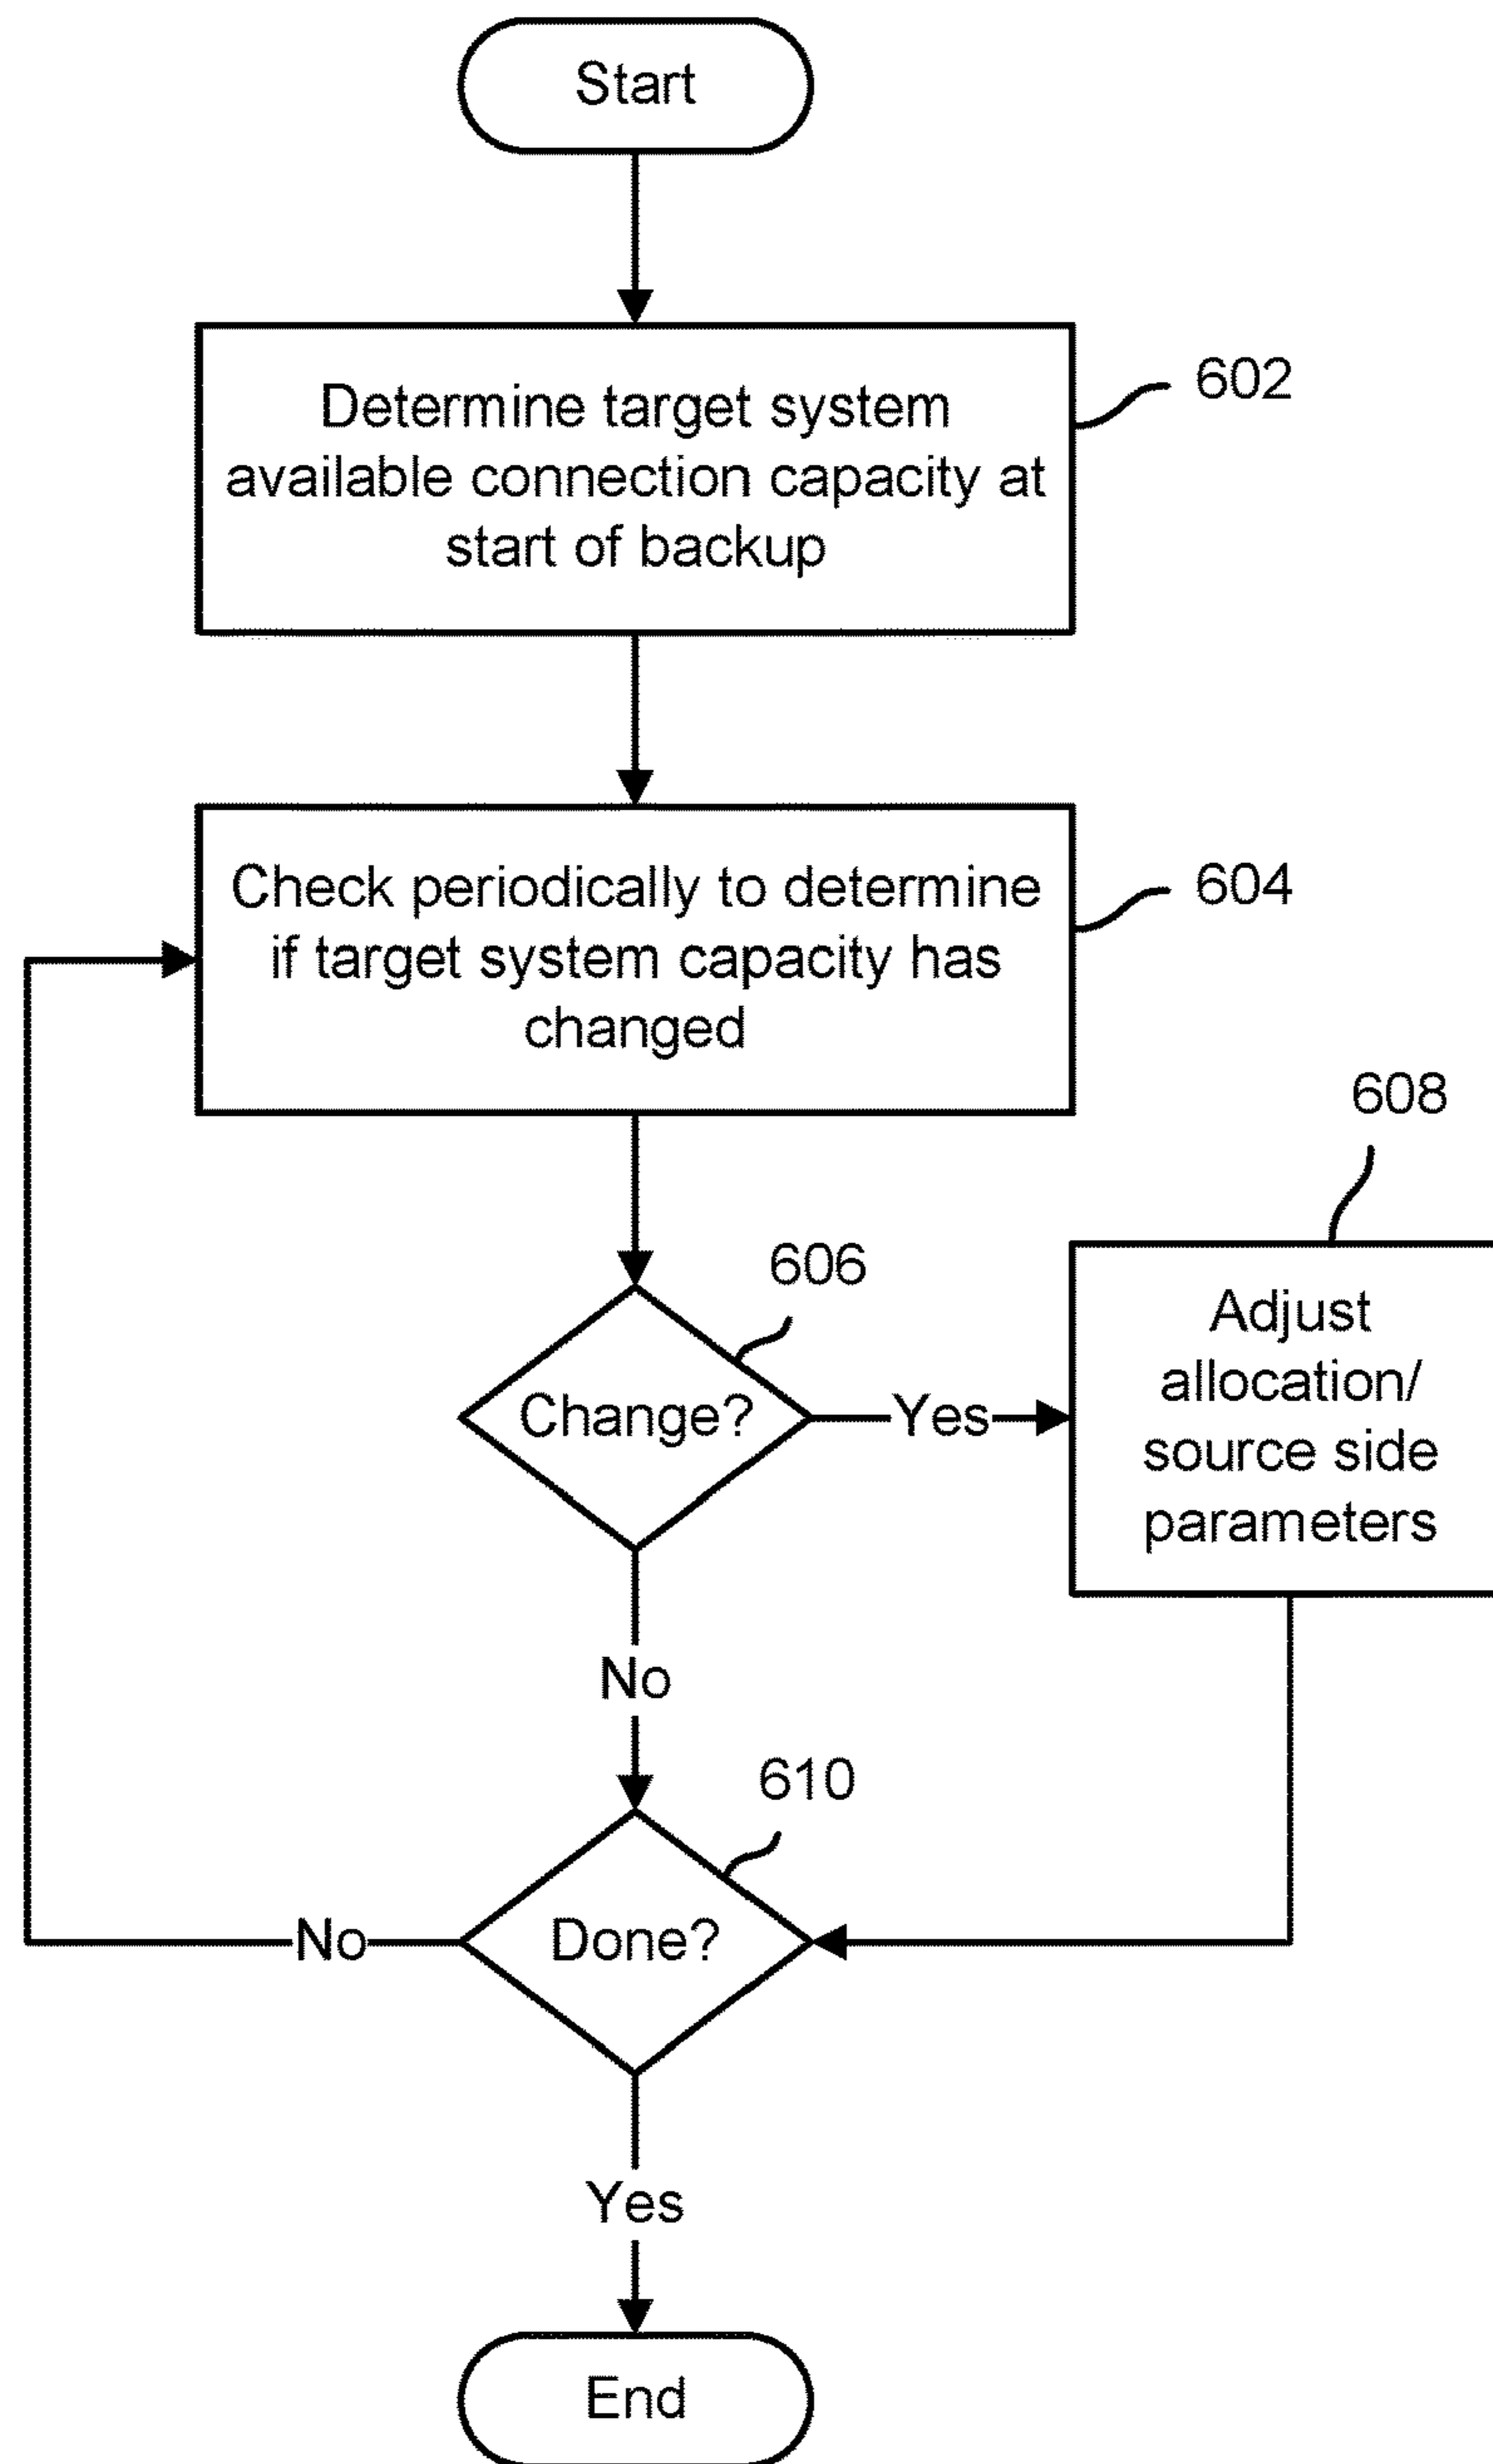 Start
Determine target system
available connection capacity at
start of backup
602
Check periodically to determine
if target system capacity has
changed
604
606
Change?
Yes
608
Adjust
allocation/
source side
parameters
No
610
Done?
No
Yes
End